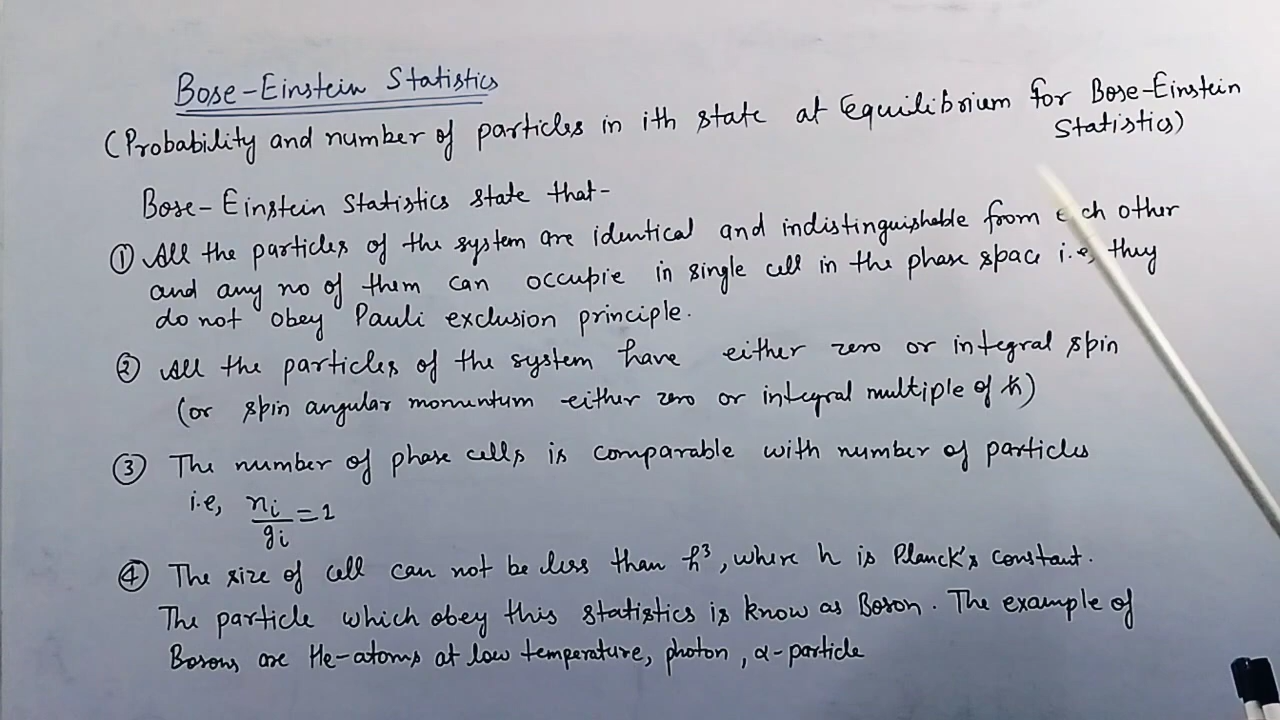 Bose-Einstein Statistics
(Probability and number of particles in ith state at Equilibrium for Bose-Einstein
Statistics)
Bose-Einstein Statistics state that-
① All the particles of the system are identical and indistinguishable from each other
and any no of them can occupie in single cell in the phase space i.e, they
do not obey Pauli exclusion principle.
② All the particles of the system have either zero or integral spin
(or spin angular momentum either zero or integral multiple of ℏ)
③ The number of phase cells is comparable with number of particles
i.e, nᵢ/gᵢ = 1
④ The size of cell can not be less than h³, where h is Planck's constant.
The particle which obey this statistics is know as Boson. The example of
Bosons are He-atoms at low temperature, photon, α-particle